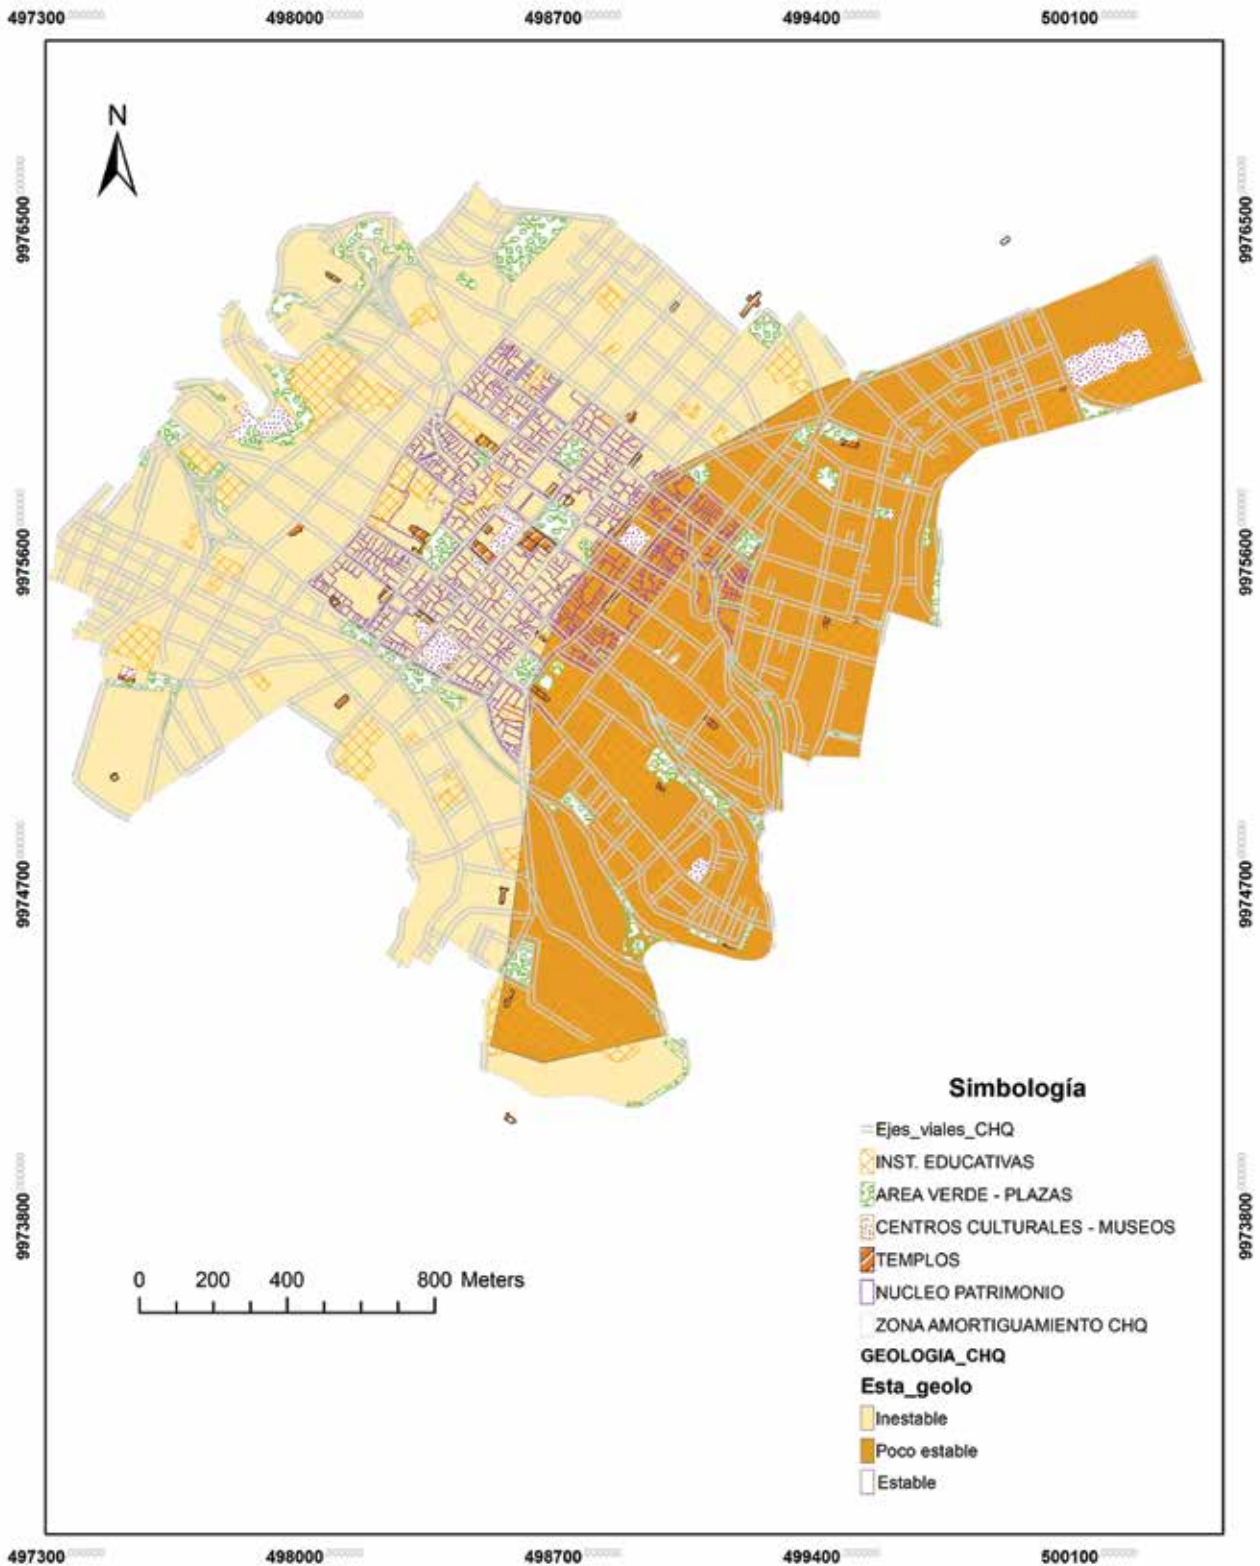 497300 498000 498700 499400 500100
N
9976500 9976500
9975600 9975600
9974700 9974700
9973800 9973800
Simbología
Ejes_viales_CHQ
INST. EDUCATIVAS
AREA VERDE - PLAZAS
CENTROS CULTURALES - MUSEOS
TEMPLOS
NUCLEO PATRIMONIO
ZONA AMORTIGUAMIENTO CHQ
GEOLOGIA_CHQ
Esta_geolo
Inestable
Poco estable
Estable
0 200 400 800 Meters
497300 498000 498700 499400 500100